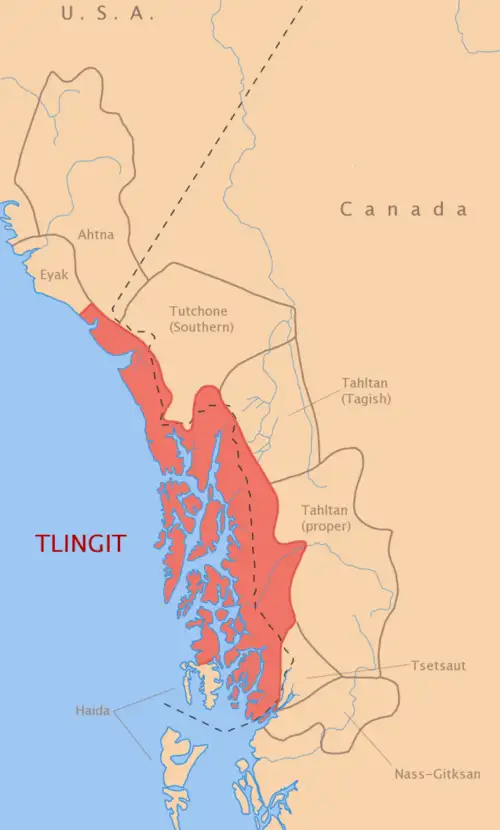 U. S. A.
Canada
Ahtna
Eyak
Tutchone
(Southern)
Tahltan
(Tagish)
Tahltan
(proper)
TLINGIT
Tsetsaut
Haida
Nass-Gitksan